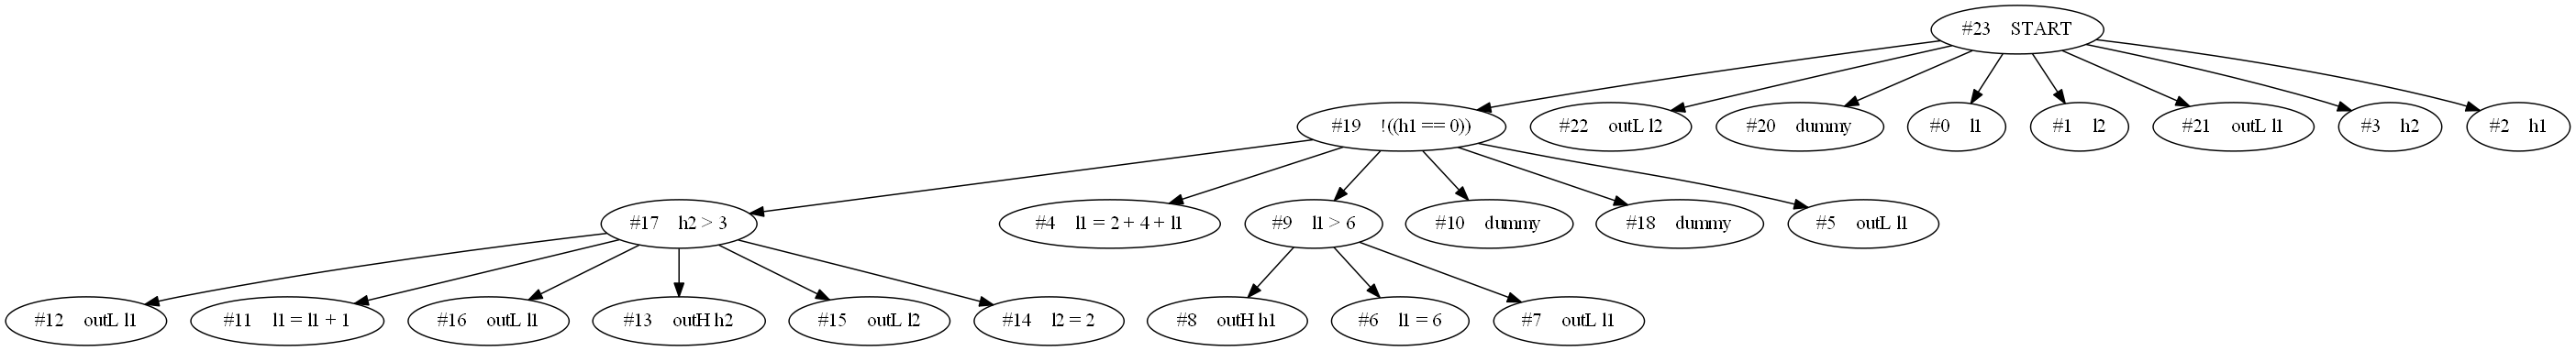 #23 START
#19 !((h1 == 0))
#22 outL l2
#20 dummy
#0 l1
#1 l2
#21 outL l1
#3 h2
#2 h1
#17 h2 > 3
#4 l1 = 2 + 4 + l1
#9 l1 > 6
#10 dummy
#18 dummy
#5 outL l1
#12 outL l1
#11 l1 = l1 + 1
#16 outL l1
#13 outH h2
#15 outL l2
#14 l2 = 2
#8 outH h1
#6 l1 = 6
#7 outL l1